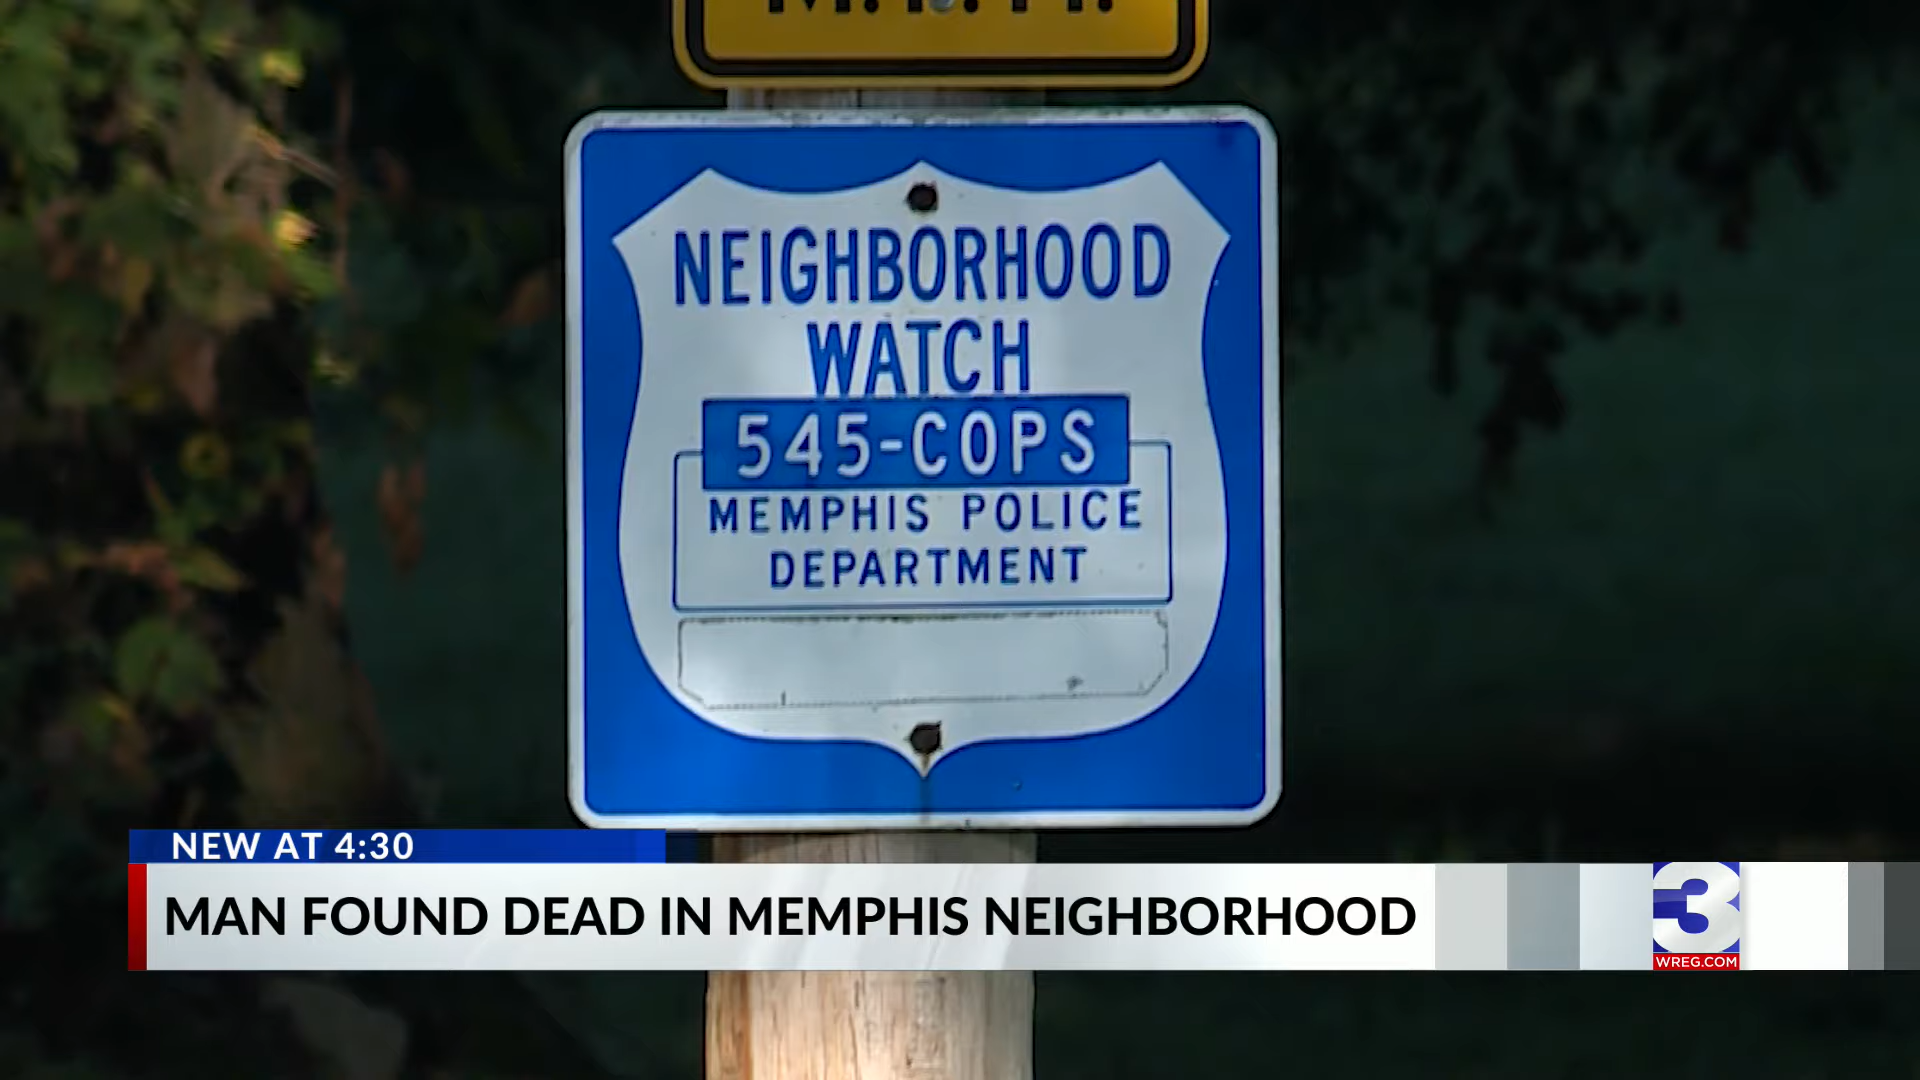 NEIGHBORHOOD
WATCH
545-COPS
MEMPHIS POLICE
DEPARTMENT
NEW AT 4:30
MAN FOUND DEAD IN MEMPHIS NEIGHBORHOOD
3
WREG.COM